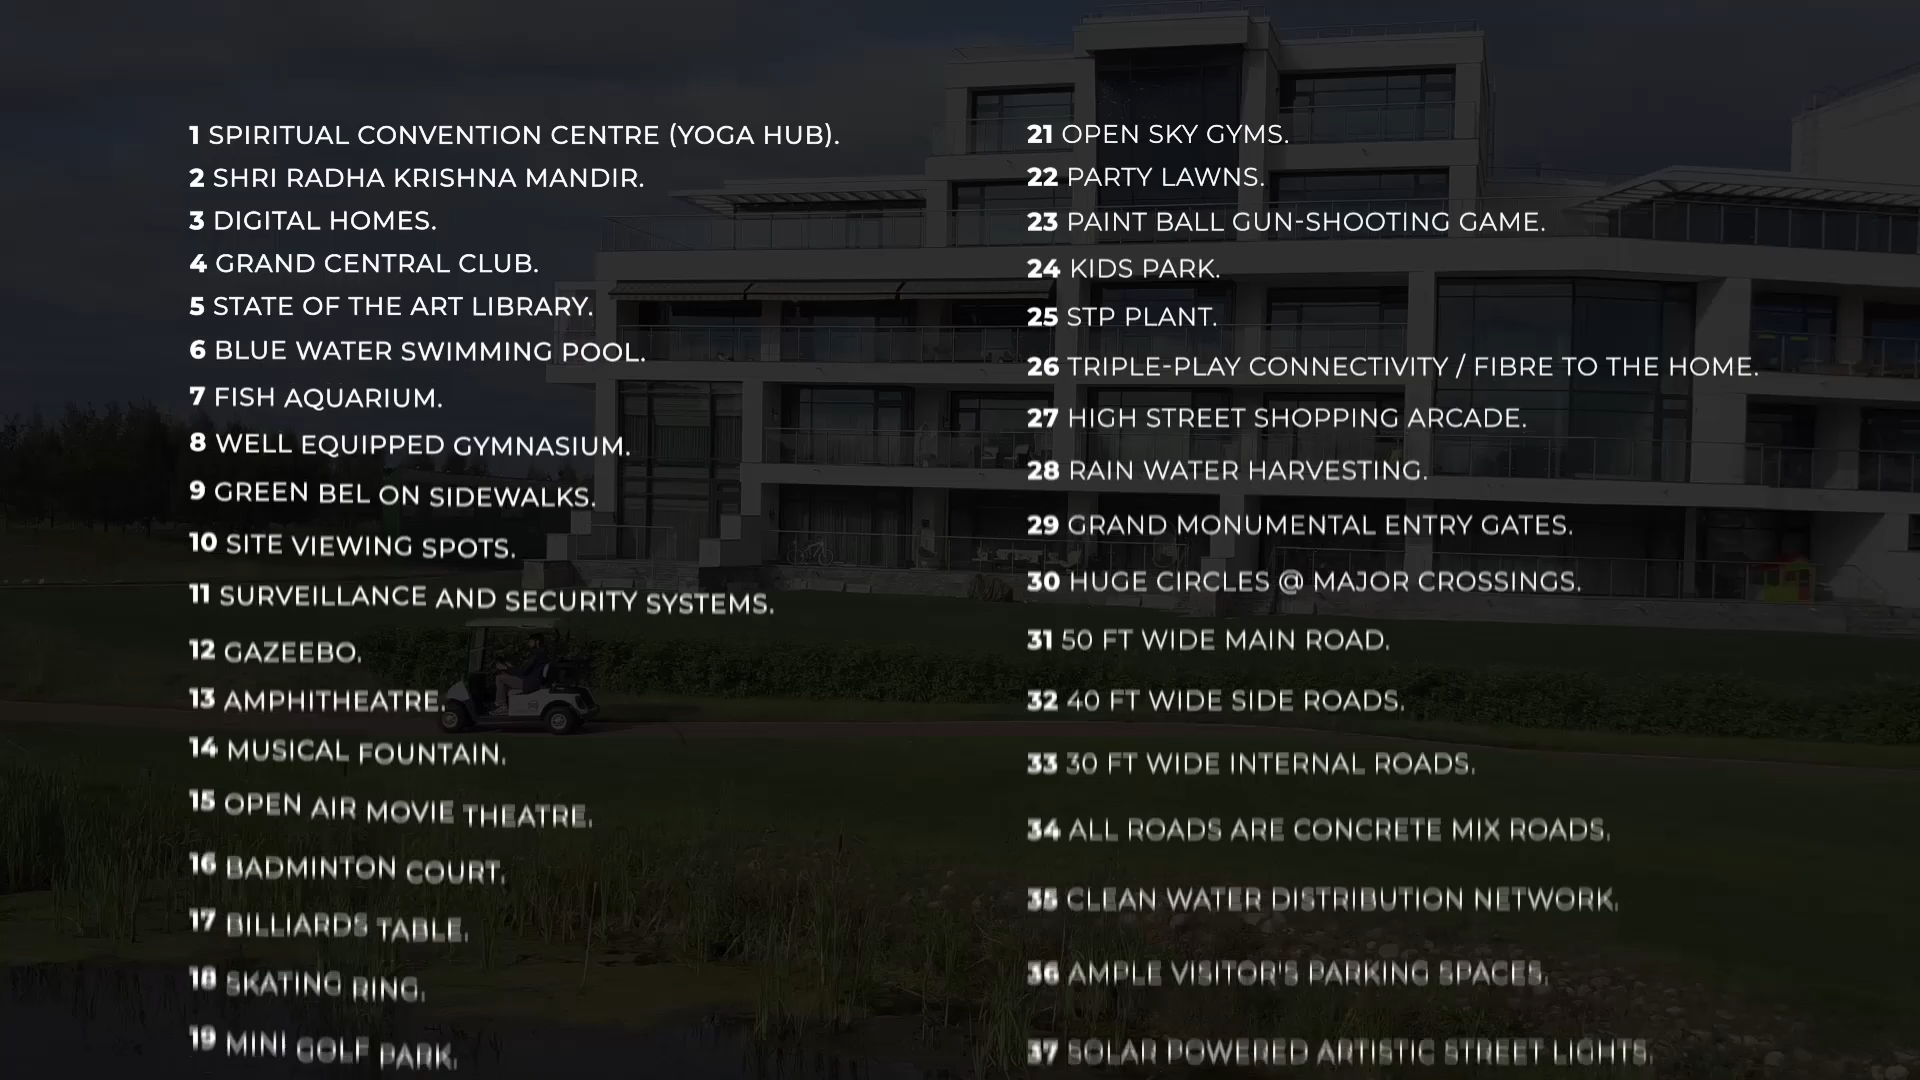 1 SPIRITUAL CONVENTION CENTRE (YOGA HUB).
2 SHRI RADHA KRISHNA MANDIR.
3 DIGITAL HOMES.
4 GRAND CENTRAL CLUB.
5 STATE OF THE ART LIBRARY.
6 BLUE WATER SWIMMING POOL.
7 FISH AQUARIUM.
8 WELL EQUIPPED GYMNASIUM.
9 GREEN BEL ON SIDEWALKS.
10 SITE VIEWING SPOTS.
11 SURVEILLANCE AND SECURITY SYSTEMS.
12 GAZEEBO.
13 AMPHITHEATRE.
14 MUSICAL FOUNTAIN.
15 OPEN AIR MOVIE THEATRE.
16 BADMINTON COURT.
17 BILLIARDS TABLE.
18 SKATING RING.
19 MINI GOLF PARK.
21 OPEN SKY GYMS.
22 PARTY LAWNS.
23 PAINT BALL GUN-SHOOTING GAME.
24 KIDS PARK.
25 STP PLANT.
26 TRIPLE-PLAY CONNECTIVITY / FIBRE TO THE HOME.
27 HIGH STREET SHOPPING ARCADE.
28 RAIN WATER HARVESTING.
29 GRAND MONUMENTAL ENTRY GATES.
30 HUGE CIRCLES @ MAJOR CROSSINGS.
31 50 FT WIDE MAIN ROAD.
32 40 FT WIDE SIDE ROADS.
33 30 FT WIDE INTERNAL ROADS.
34 ALL ROADS ARE CONCRETE MIX ROADS.
35 CLEAN WATER DISTRIBUTION NETWORK.
36 AMPLE VISITOR'S PARKING SPACES.
37 SOLAR POWERED ARTISTIC STREET LIGHTS.